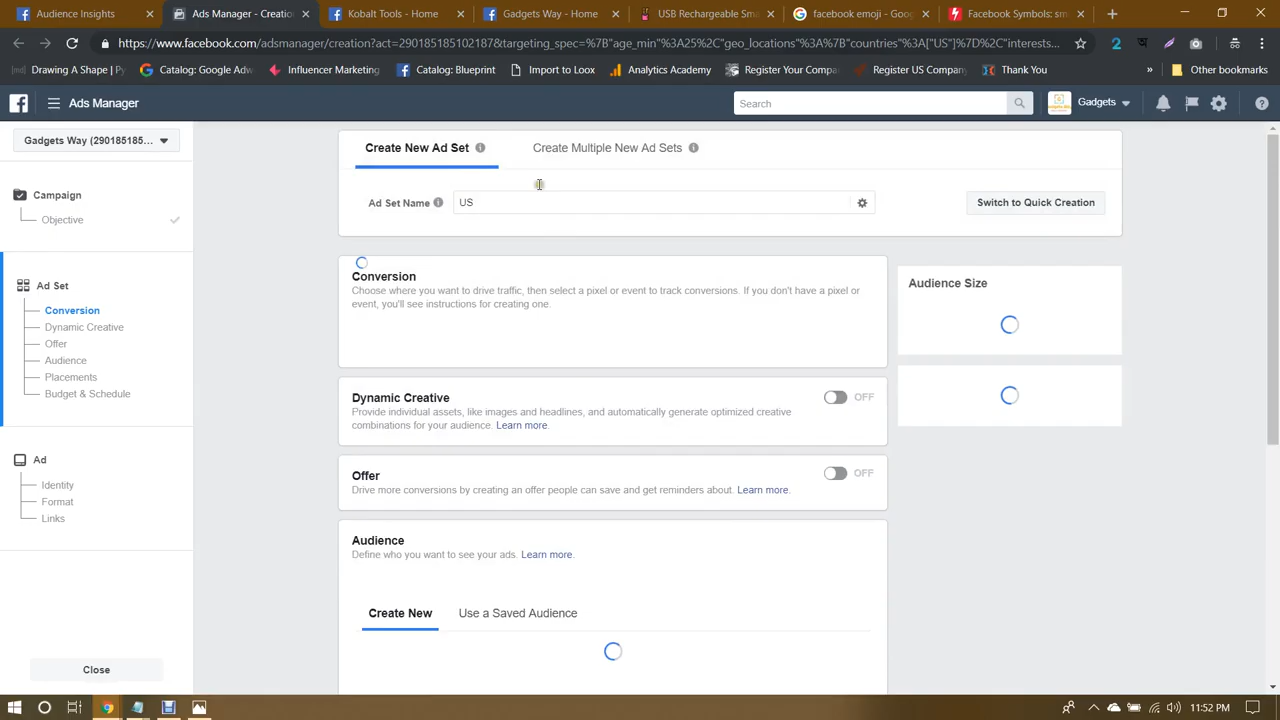 Audience Insights
Ads Manager - Creation
Kobalt Tools - Home
Gadgets Way - Home
USB Rechargeable Sma
facebook emoji - Goog
Facebook Symbols: sm
https://www.facebook.com/adsmanager/creation?act=290185185102187&targeting_spec=%7B"age_min"%3A25%2C"geo_locations"%3A%7B"countries"%3A["US"]%7D%2C"interests...
Drawing A Shape | Py
Catalog: Google Adw
Influencer Marketing
Catalog: Blueprint
Import to Loox
Analytics Academy
Register Your Compa
Register US Company
Thank You
»
Other bookmarks
Ads Manager
Search
Gadgets
Gadgets Way (290185185...
Campaign
Objective
Ad Set
Conversion
Dynamic Creative
Offer
Audience
Placements
Budget & Schedule
Ad
Identity
Format
Links
Close
Create New Ad Set
Create Multiple New Ad Sets
Ad Set Name
US
Switch to Quick Creation
Conversion
Choose where you want to drive traffic, then select a pixel or event to track conversions. If you don't have a pixel or
event, you'll see instructions for creating one.
Dynamic Creative
OFF
Provide individual assets, like images and headlines, and automatically generate optimized creative
combinations for your audience. Learn more.
Offer
OFF
Drive more conversions by creating an offer people can save and get reminders about. Learn more.
Audience
Define who you want to see your ads. Learn more.
Create New
Use a Saved Audience
Audience Size
11:52 PM